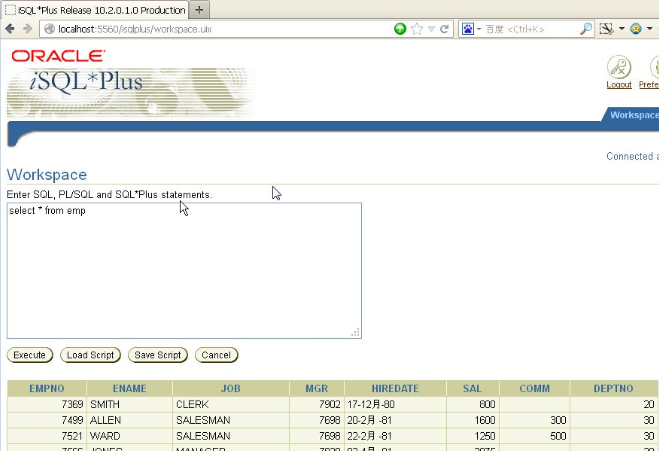 iSQL*Plus Release 10.2.0.1.0 Production
localhost:5560/isqlplus/workspace.uix
百度 <Ctrl+K>
ORACLE
iSQL*Plus
Logout
Workspace
Connected
Workspace
Enter SQL, PL/SQL and SQL*Plus statements.
select * from emp
Execute Load Script Save Script Cancel
EMPNO ENAME JOB MGR HIREDATE SAL COMM DEPTNO
7369 SMITH CLERK 7902 17-12月-80 800 20
7499 ALLEN SALESMAN 7698 20-2月 -81 1600 300 30
7521 WARD SALESMAN 7698 22-2月 -81 1250 500 30